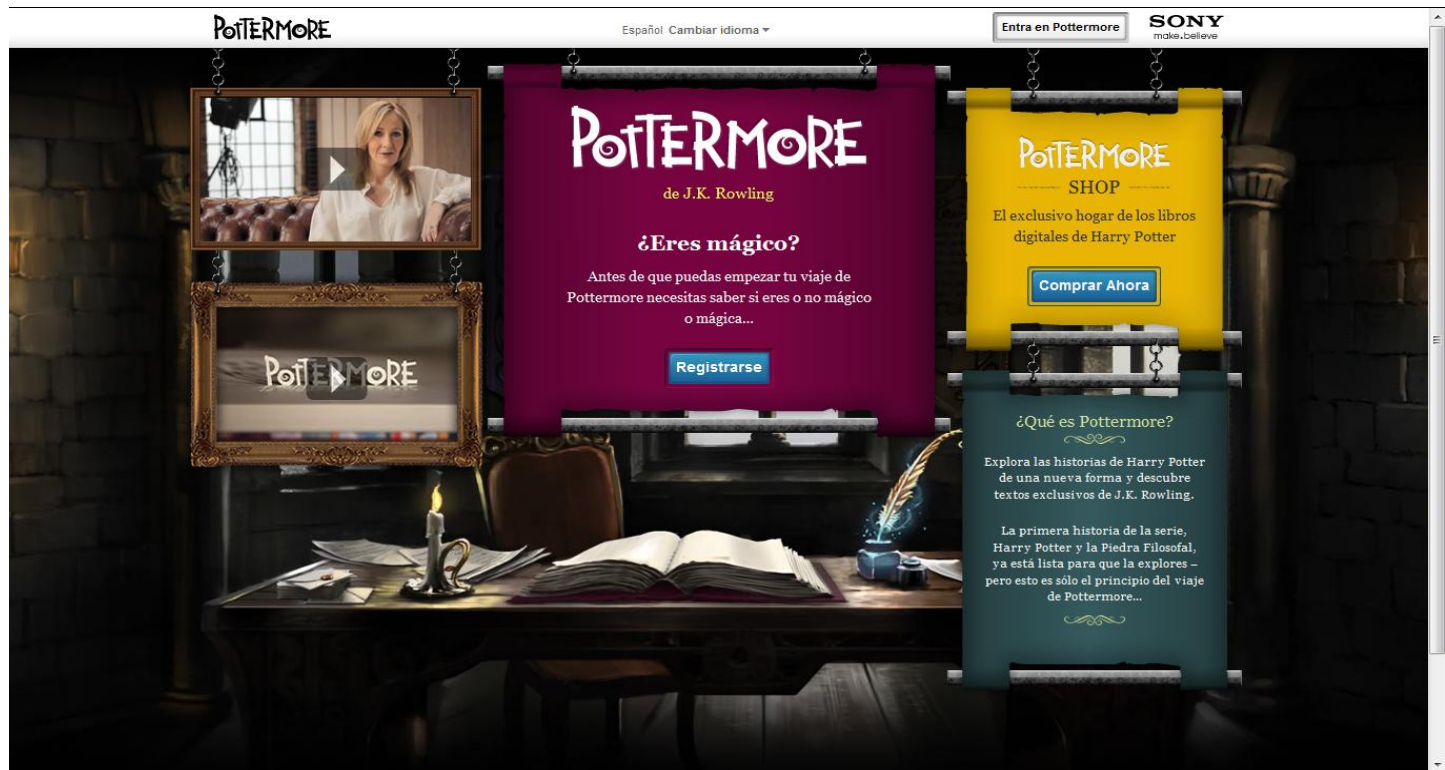 POTTERMORE
Español Cambiar idioma
Entra en Pottermore
SONY
make.believe
POTTERMORE
POTTERMORE
de J.K. Rowling
¿Eres mágico?
Antes de que puedas empezar tu viaje de
Pottermore necesitas saber si eres o no mágico
o mágica...
Registrarse
POTTERMORE
SHOP
El exclusivo hogar de los libros
digitales de Harry Potter
Comprar Ahora
¿Qué es Pottermore?
Explora las historias de Harry Potter
de una nueva forma y descubre
textos exclusivos de J.K. Rowling.
La primera historia de la serie,
Harry Potter y la Piedra Filosofal,
ya está lista para que la explores –
pero esto es sólo el principio del viaje
de Pottermore...